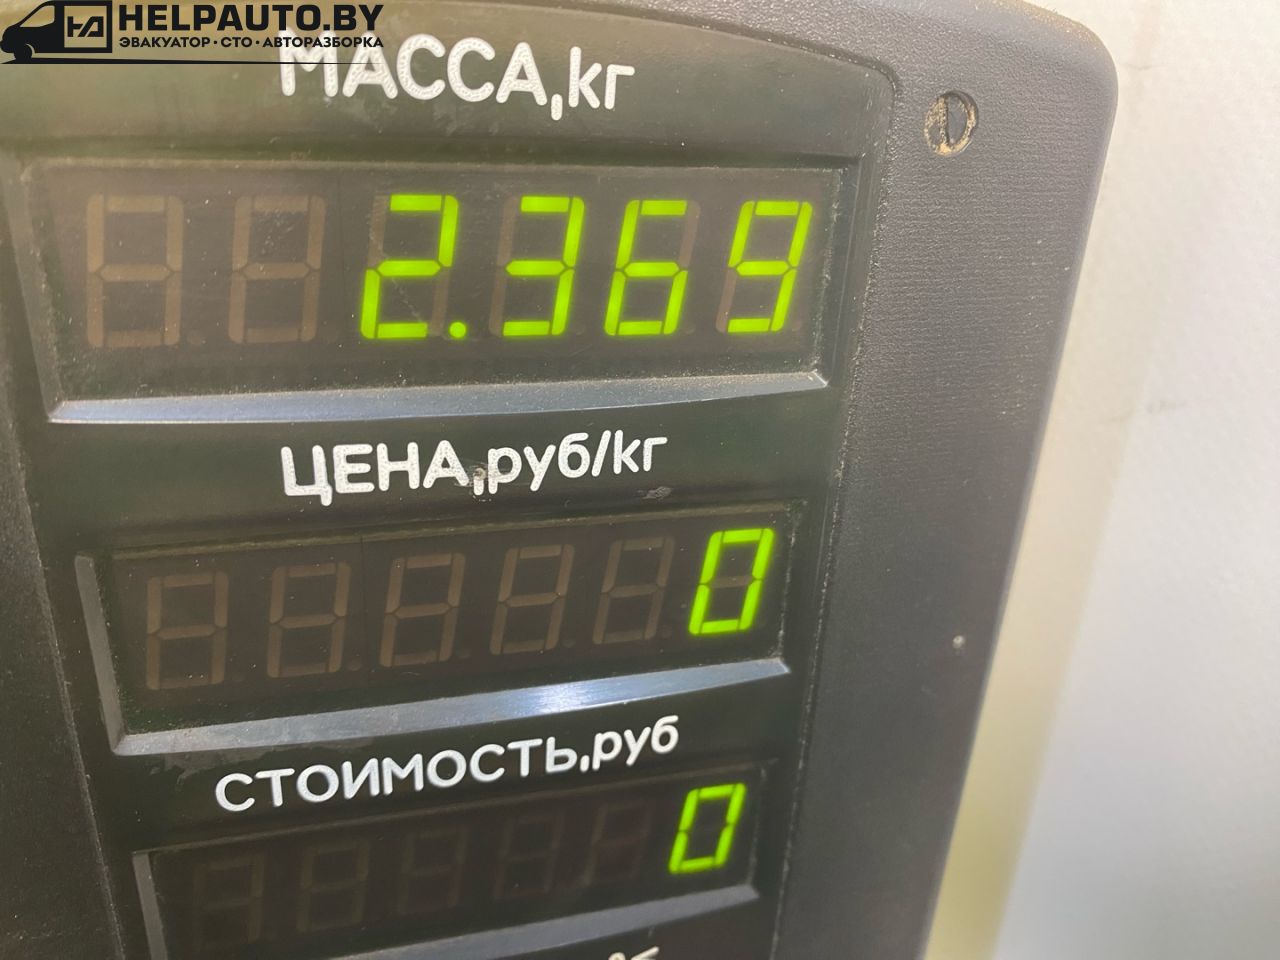 HELPAUTO.BY
ЭВАКУАТОР · СТО · АВТОРАЗБОРКА
МАССА,кг
2.369
ЦЕНА,руб/кг
0
СТОИМОСТЬ,руб
0